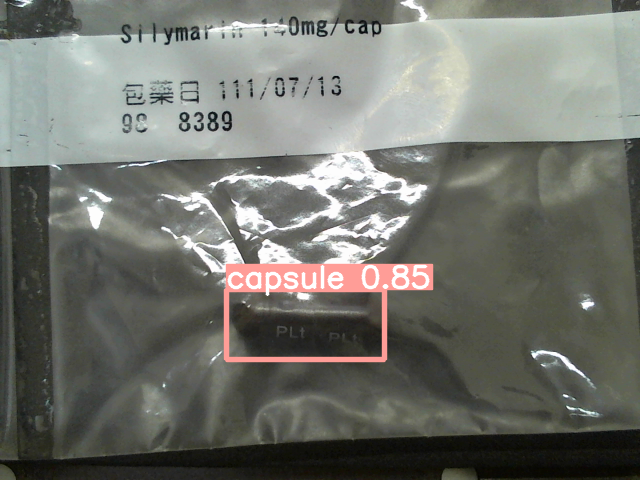 Silymarin 140mg/cap
包藥日 111/07/13
98 8389
capsule 0.85
PLI PLI